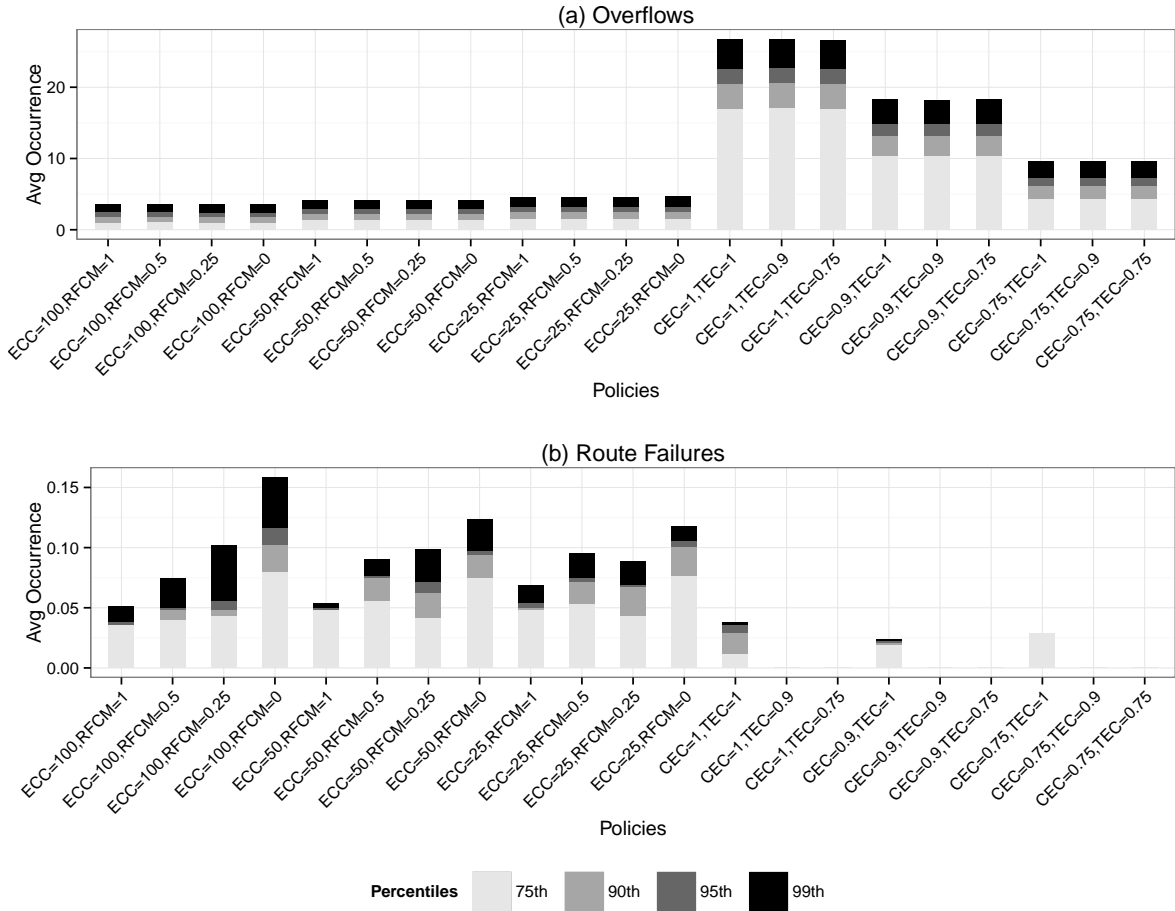 (a) Overflows
Avg Occurrence
20
10
0
ECC=100,RFCM=1
ECC=100,RFCM=0.5
ECC=100,RFCM=0.25
ECC=100,RFCM=0
ECC=50,RFCM=1
ECC=50,RFCM=0.5
ECC=50,RFCM=0.25
ECC=50,RFCM=0
ECC=25,RFCM=1
ECC=25,RFCM=0.5
ECC=25,RFCM=0.25
ECC=25,RFCM=0
CEC=1,TEC=1
CEC=1,TEC=0.9
CEC=1,TEC=0.75
CEC=0.9,TEC=1
CEC=0.9,TEC=0.9
CEC=0.9,TEC=0.75
CEC=0.75,TEC=1
CEC=0.75,TEC=0.9
CEC=0.75,TEC=0.75
Policies
(b) Route Failures
Avg Occurrence
0.15
0.10
0.05
0.00
ECC=100,RFCM=1
ECC=100,RFCM=0.5
ECC=100,RFCM=0.25
ECC=100,RFCM=0
ECC=50,RFCM=1
ECC=50,RFCM=0.5
ECC=50,RFCM=0.25
ECC=50,RFCM=0
ECC=25,RFCM=1
ECC=25,RFCM=0.5
ECC=25,RFCM=0.25
ECC=25,RFCM=0
CEC=1,TEC=1
CEC=1,TEC=0.9
CEC=1,TEC=0.75
CEC=0.9,TEC=1
CEC=0.9,TEC=0.9
CEC=0.9,TEC=0.75
CEC=0.75,TEC=1
CEC=0.75,TEC=0.9
CEC=0.75,TEC=0.75
Policies
Percentiles 75th 90th 95th 99th